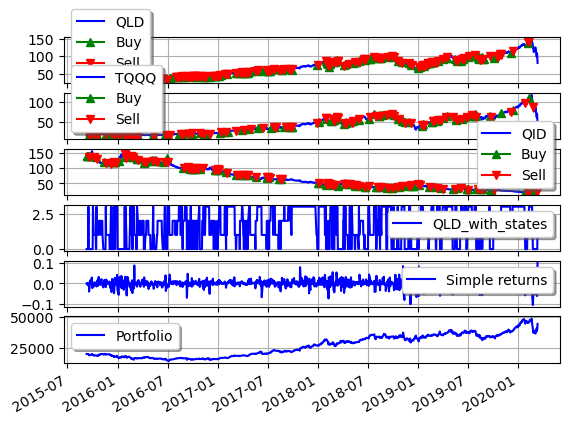 QLD
Buy
Sell
150
100
50
TQQQ
Buy
Sell
100
50
QID
Buy
Sell
150
100
50
QLD_with_states
2.5
0.0
Simple returns
0.1
0.0
−0.1
Portfolio
50000
25000
2015-07
2016-01
2016-07
2017-01
2017-07
2018-01
2018-07
2019-01
2019-07
2020-01